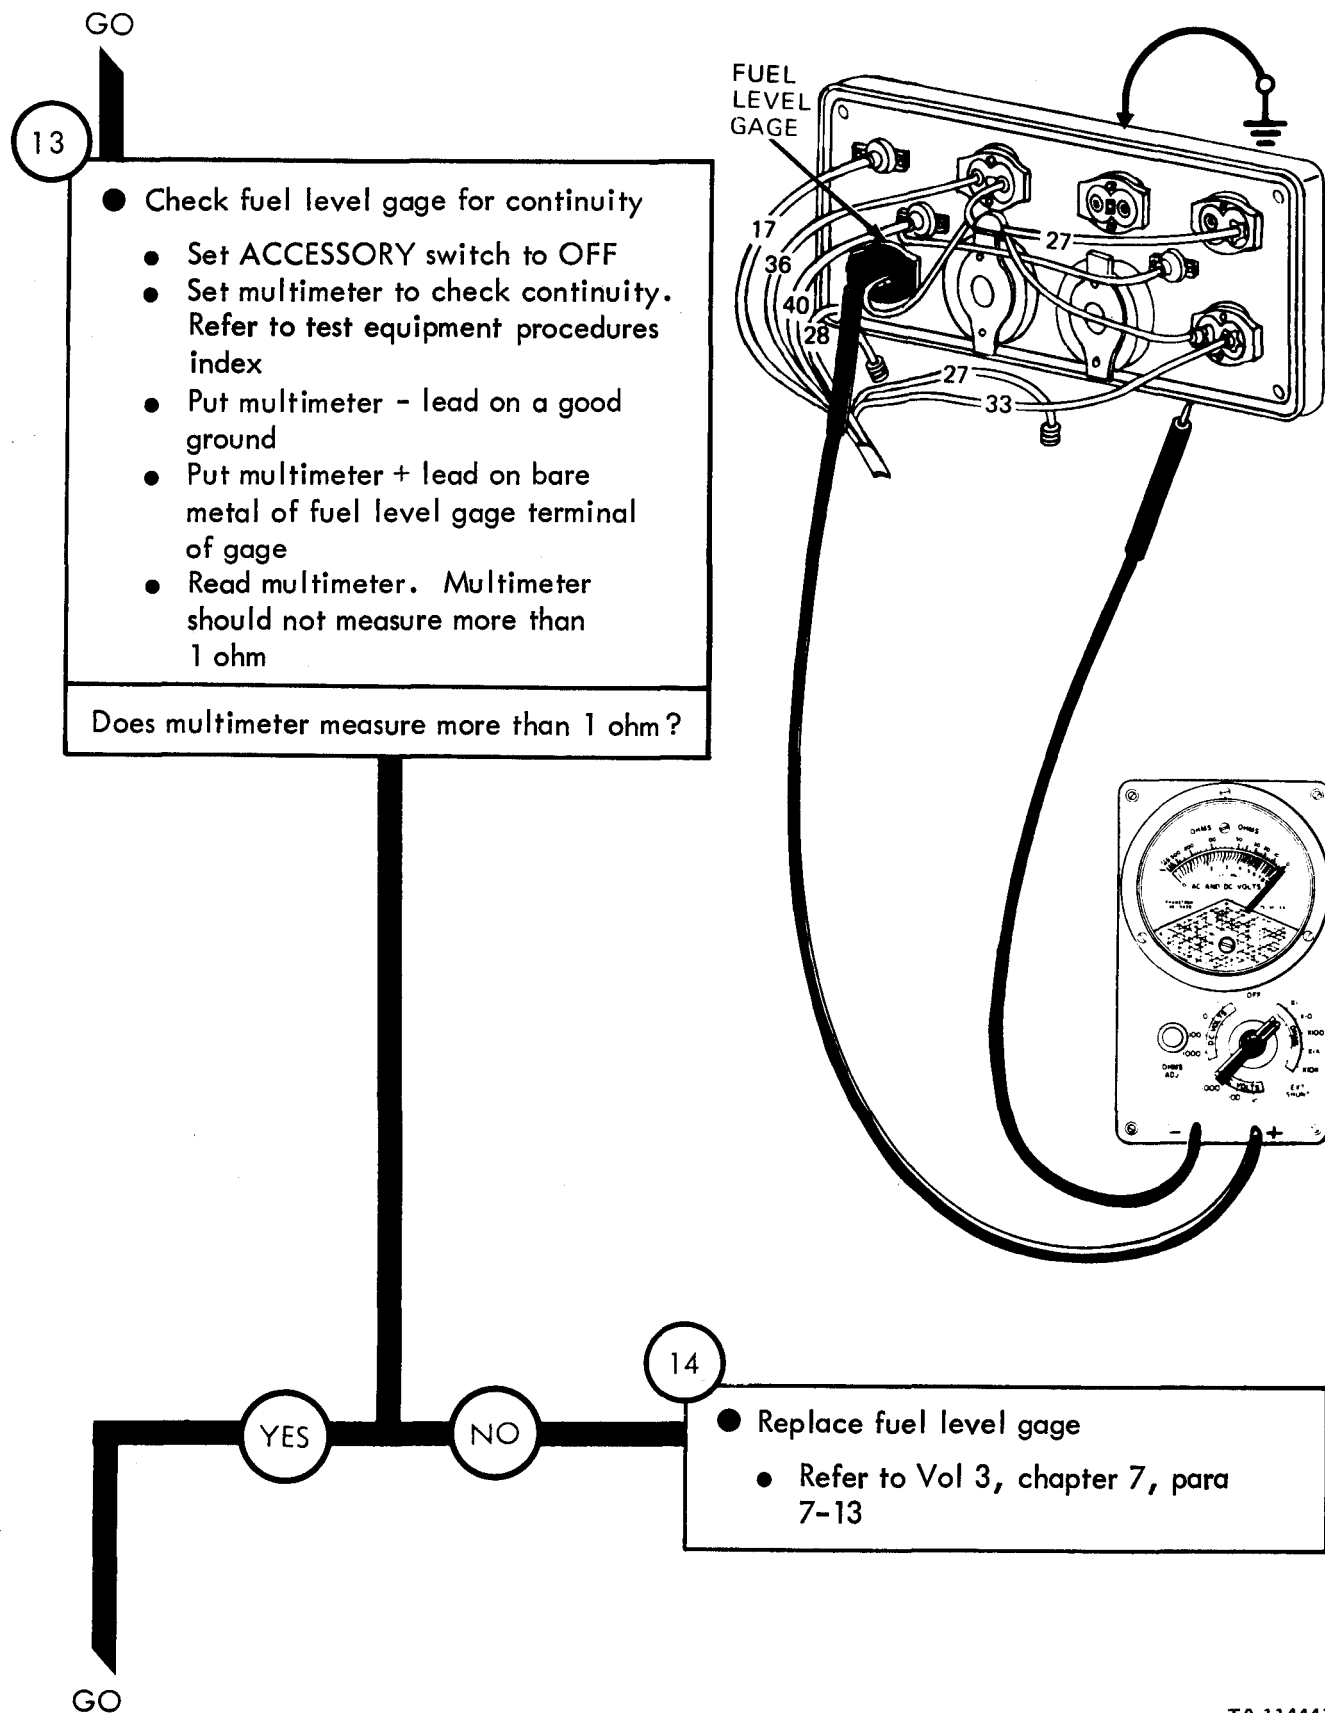 GO
13
● Check fuel level gage for continuity
● Set ACCESSORY switch to OFF
● Set multimeter to check continuity.
Refer to test equipment procedures
index
● Put multimeter - lead on a good
ground
● Put multimeter + lead on bare
metal of fuel level gage terminal
of gage
● Read multimeter. Multimeter
should not measure more than
1 ohm
Does multimeter measure more than 1 ohm?
FUEL
LEVEL
GAGE
17
36
40
28
27
27
33
OHMS OHMS
AC AND DC VOLTS
OFF
DC VOLTS
OHMS
ADJ
VOLTS
EXT
SHUNT
- +
YES
NO
14
● Replace fuel level gage
● Refer to Vol 3, chapter 7, para
7-13
GO